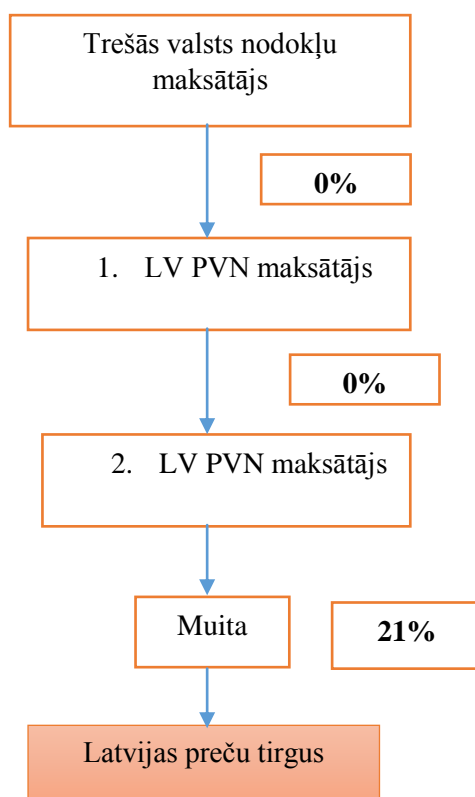 Trešās valsts nodokļu
maksātājs
0%
1. LV PVN maksātājs
0%
2. LV PVN maksātājs
Muita
21%
Latvijas preču tirgus